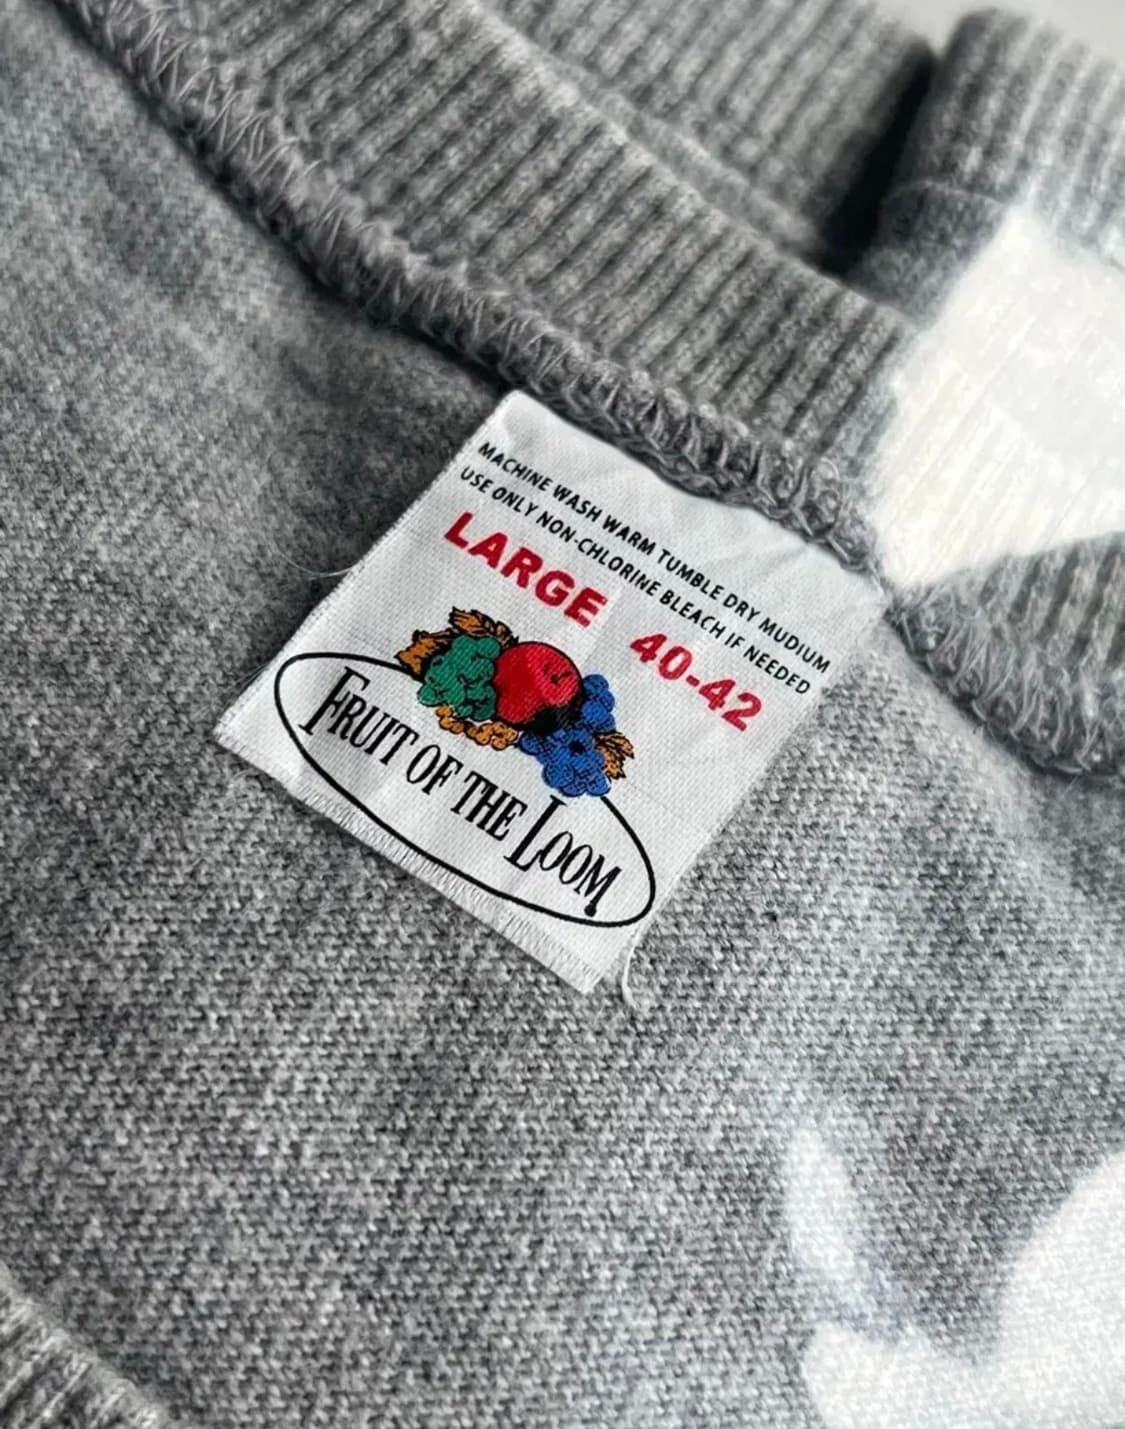 MACHINE WASH WARM TUMBLE DRY MUDIUM
USE ONLY NON-CHLORINE BLEACH IF NEEDED
LARGE 40-42
FRUIT OF THE LOOM